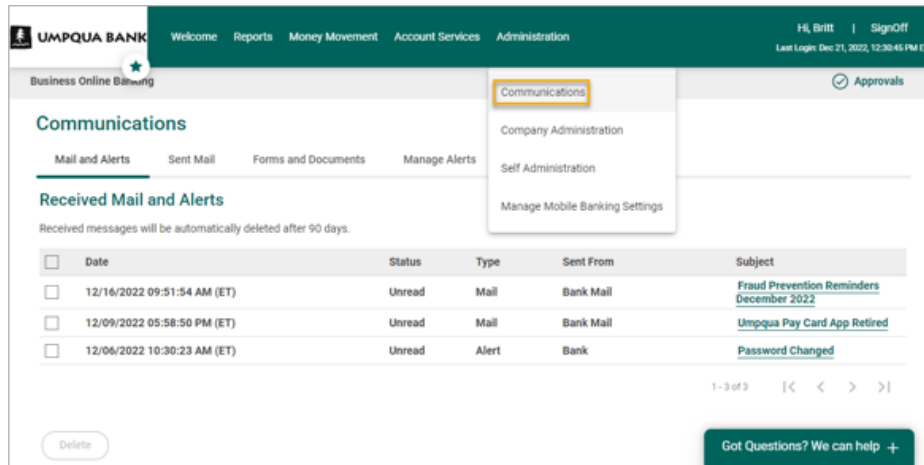 UMPQUA BANK
Welcome Reports Money Movement Account Services Administration
Hi, Britt | SignOff
Last Login: Dec 21, 2022, 12:30:45 PM E
Business Online Banking
Approvals
Communications
Company Administration
Self Administration
Manage Mobile Banking Settings
Communications
Mail and Alerts Sent Mail Forms and Documents Manage Alerts
Received Mail and Alerts
Received messages will be automatically deleted after 90 days.
Date Status Type Sent From Subject
12/16/2022 09:51:54 AM (ET) Unread Mail Bank Mail Fraud Prevention Reminders
December 2022
12/09/2022 05:58:50 PM (ET) Unread Mail Bank Mail Umpqua Pay Card App Retired
12/06/2022 10:30:23 AM (ET) Unread Alert Bank Password Changed
1 - 3 of 3
Delete
Got Questions? We can help +